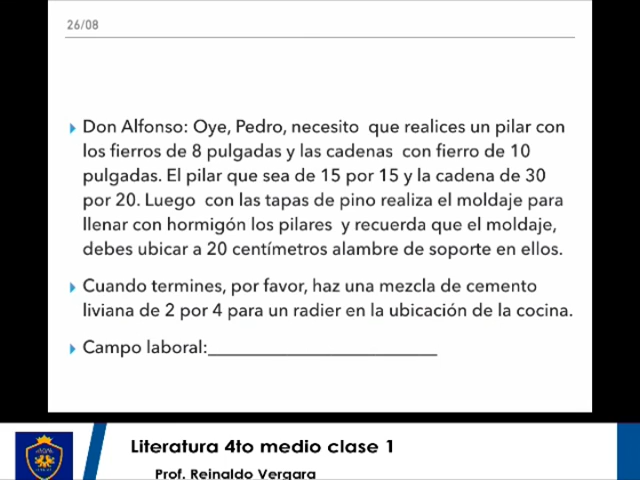 26/08
Don Alfonso: Oye, Pedro, necesito que realices un pilar con
los fierros de 8 pulgadas y las cadenas con fierro de 10
pulgadas. El pilar que sea de 15 por 15 y la cadena de 30
por 20. Luego con las tapas de pino realiza el moldaje para
llenar con hormigón los pilares y recuerda que el moldaje,
debes ubicar a 20 centímetros alambre de soporte en ellos.
Cuando termines, por favor, haz una mezcla de cemento
liviana de 2 por 4 para un radier en la ubicación de la cocina.
Campo laboral:________________________
Literatura 4to medio clase 1
Prof. Reinaldo Vergara